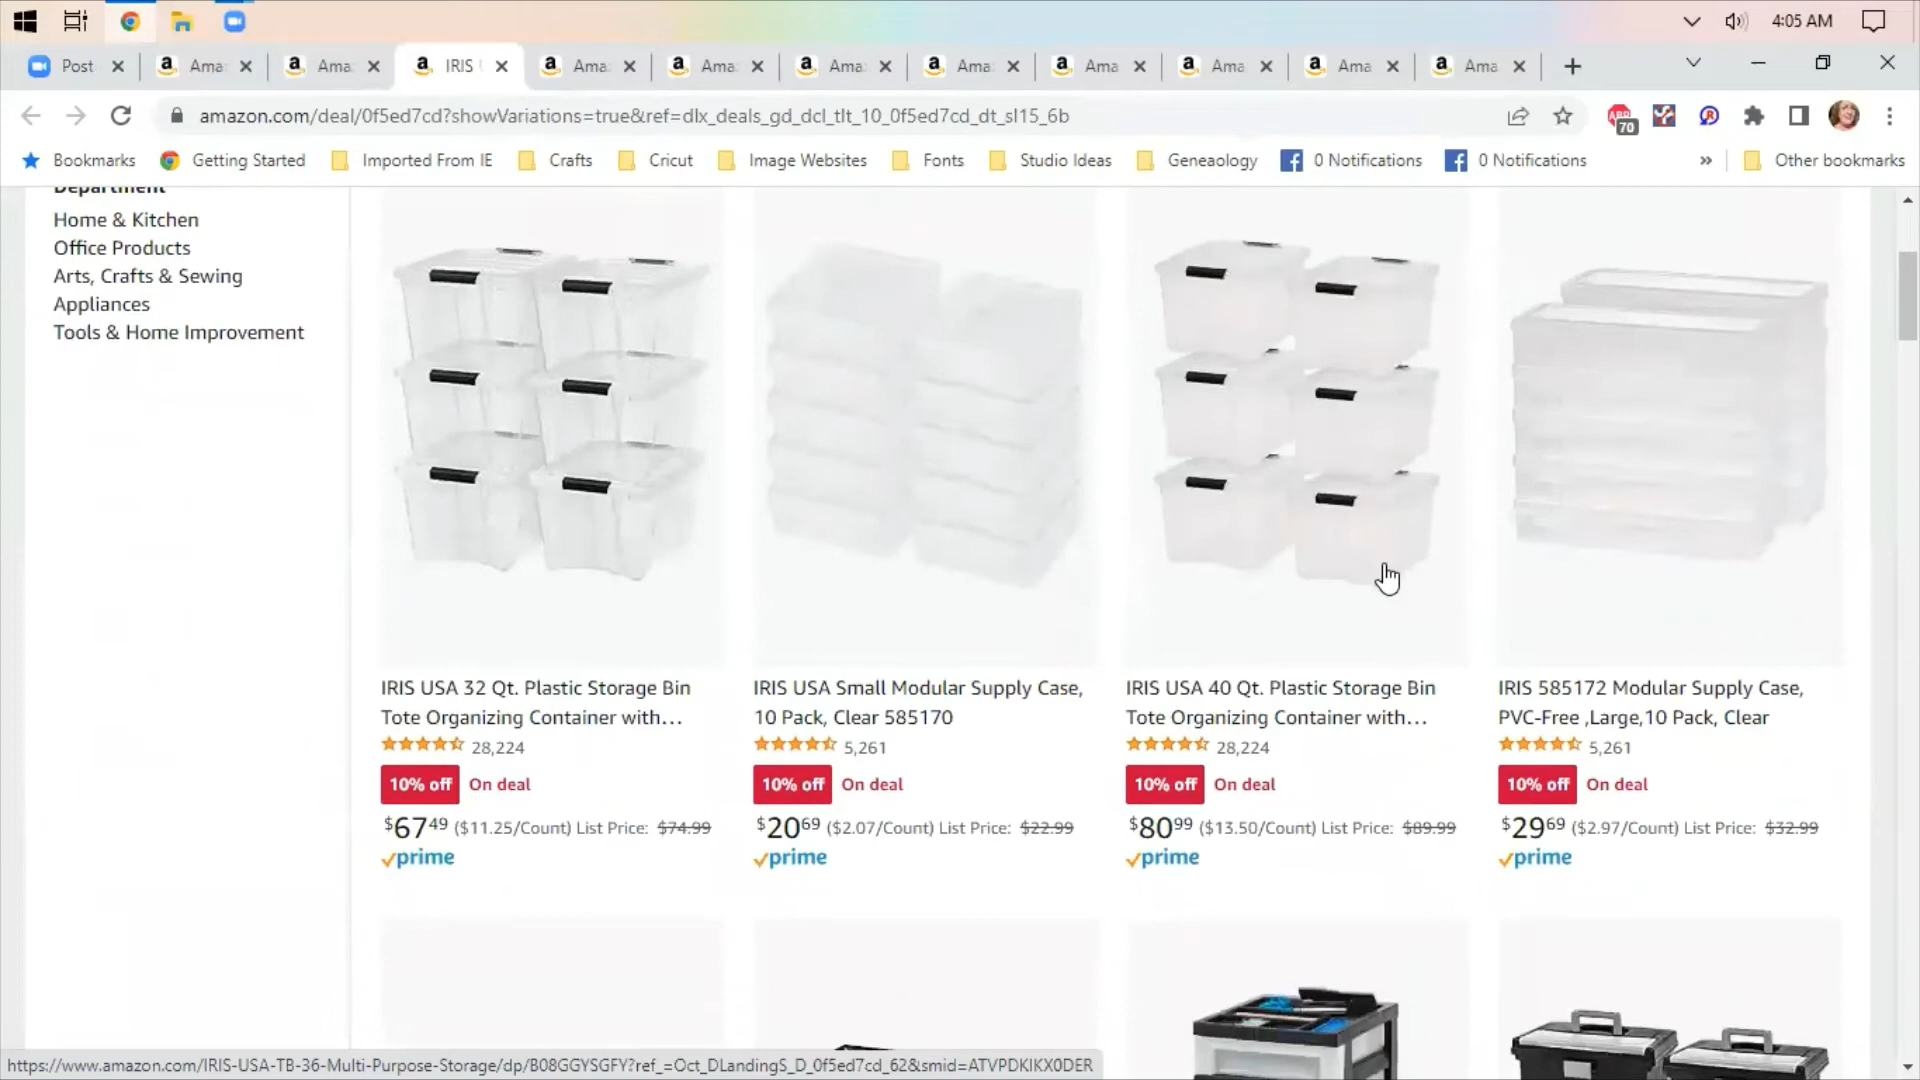 4:05 AM
Post
Ama
Ama
IRIS
Ama
Ama
Ama
Ama
Ama
Ama
Ama
Ama
amazon.com/deal/0f5ed7cd?showVariations=true&ref=dlx_deals_gd_dcl_tlt_10_0f5ed7cd_dt_sl15_6b
70
Bookmarks
Getting Started
Imported From IE
Crafts
Cricut
Image Websites
Fonts
Studio Ideas
Geneaology
0 Notifications
0 Notifications
»
Other bookmarks
Department
Home & Kitchen
Office Products
Arts, Crafts & Sewing
Appliances
Tools & Home Improvement
IRIS USA 32 Qt. Plastic Storage Bin
Tote Organizing Container with...
28,224
10% off On deal
$67.49 ($11.25/Count) List Price: $74.99
prime
IRIS USA Small Modular Supply Case,
10 Pack, Clear 585170
5,261
10% off On deal
$20.69 ($2.07/Count) List Price: $22.99
prime
IRIS USA 40 Qt. Plastic Storage Bin
Tote Organizing Container with...
28,224
10% off On deal
$80.99 ($13.50/Count) List Price: $89.99
prime
IRIS 585172 Modular Supply Case,
PVC-Free ,Large,10 Pack, Clear
5,261
10% off On deal
$29.69 ($2.97/Count) List Price: $32.99
prime
https://www.amazon.com/IRIS-USA-TB-36-Multi-Purpose-Storage/dp/B08GGYSGFY?ref_=Oct_DLandingS_D_0f5ed7cd_62&smid=ATVPDKIKX0DER